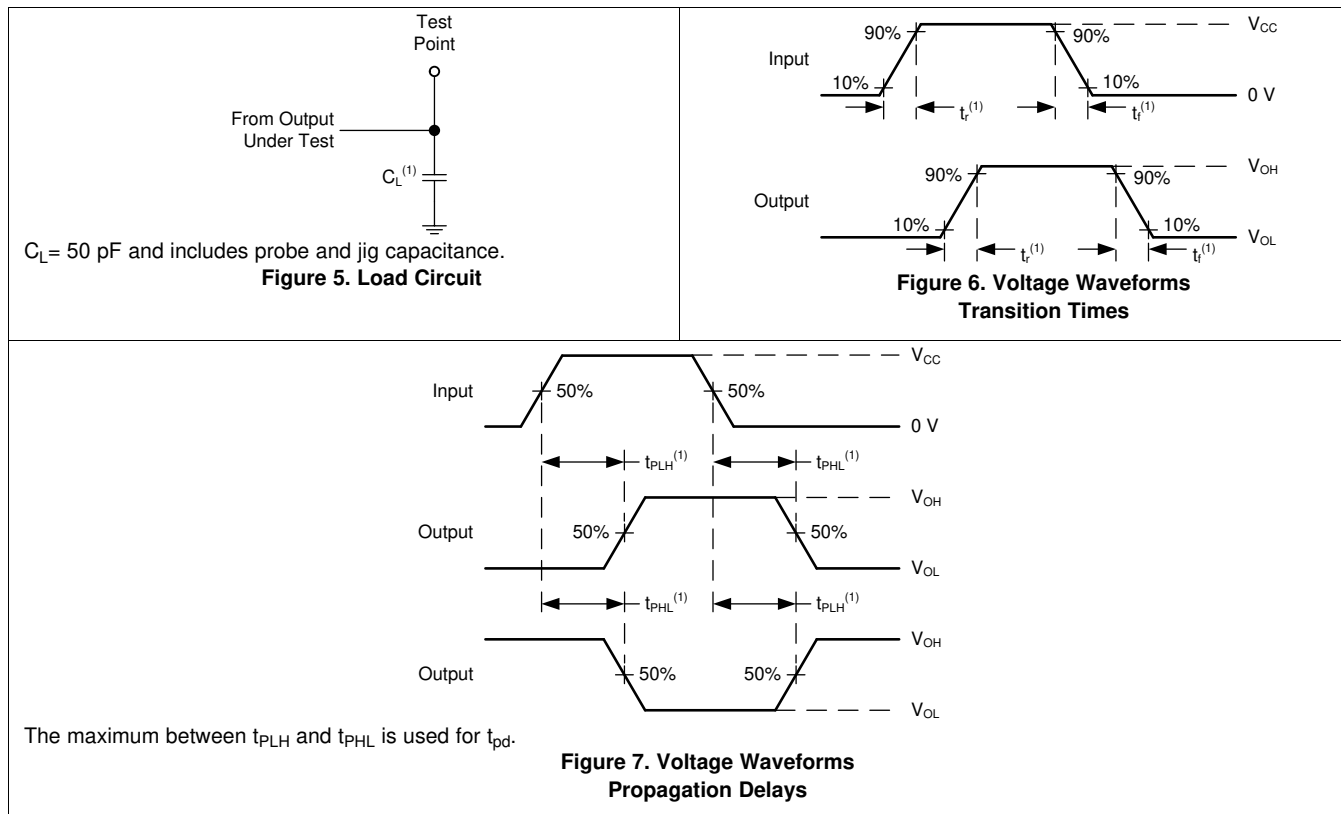 Test
Point
From Output
Under Test
C_L^(1)
C_L= 50 pF and includes probe and jig capacitance.
Figure 5. Load Circuit
V_CC
90%
90%
Input
10%
10%
0 V
t_r^(1)
t_f^(1)
V_OH
90%
90%
Output
10%
10%
V_OL
t_r^(1)
t_f^(1)
Figure 6. Voltage Waveforms
Transition Times
V_CC
Input
50%
50%
0 V
t_PLH^(1)
t_PHL^(1)
V_OH
Output
50%
50%
V_OL
t_PHL^(1)
t_PLH^(1)
V_OH
Output
50%
50%
V_OL
The maximum between t_PLH and t_PHL is used for t_pd.
Figure 7. Voltage Waveforms
Propagation Delays